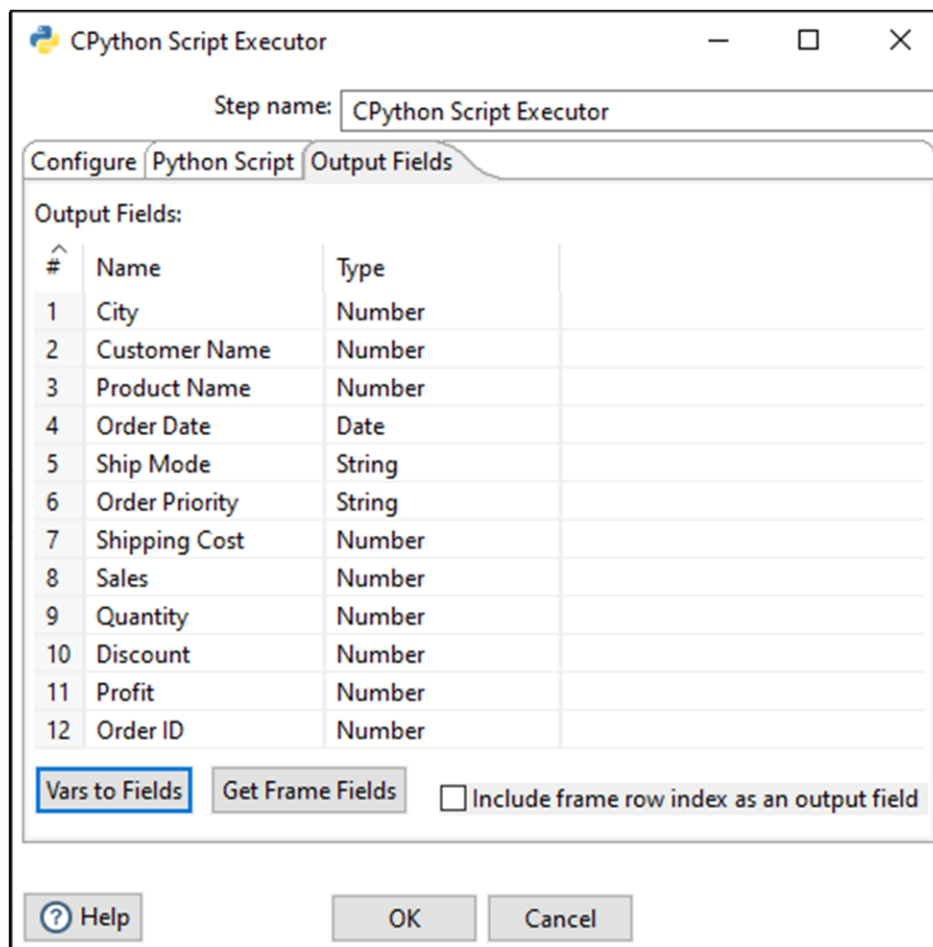 CPython Script Executor
Step name: CPython Script Executor
Configure Python Script Output Fields
Output Fields:
# Name Type
1 City Number
2 Customer Name Number
3 Product Name Number
4 Order Date Date
5 Ship Mode String
6 Order Priority String
7 Shipping Cost Number
8 Sales Number
9 Quantity Number
10 Discount Number
11 Profit Number
12 Order ID Number
Vars to Fields Get Frame Fields Include frame row index as an output field
? Help OK Cancel